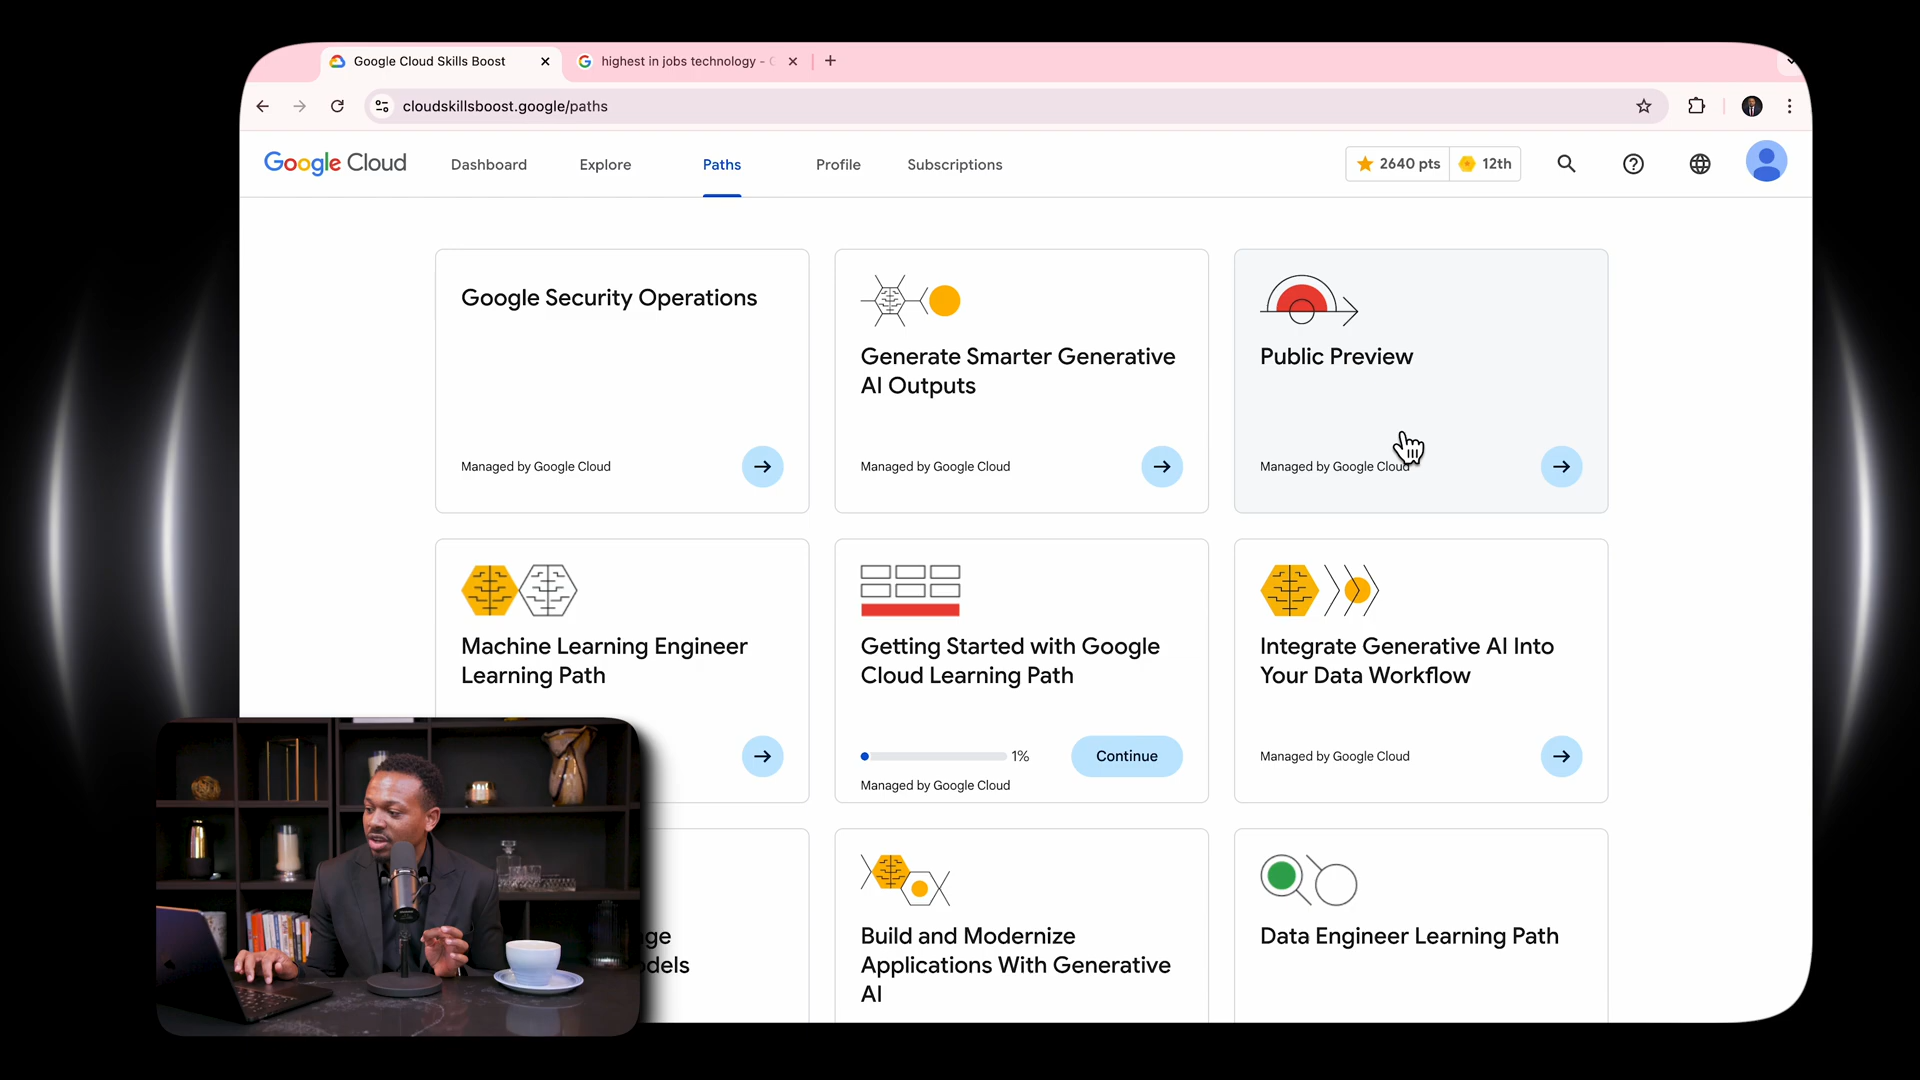 Google Cloud Skills Boost
highest in jobs technology -
cloudskillsboost.google/paths
Google Cloud
Dashboard
Explore
Paths
Profile
Subscriptions
2640 pts
12th
Google Security Operations
Managed by Google Cloud
Generate Smarter Generative
AI Outputs
Managed by Google Cloud
Public Preview
Managed by Google Cloud
Machine Learning Engineer
Learning Path
Getting Started with Google
Cloud Learning Path
1%
Continue
Managed by Google Cloud
Integrate Generative AI Into
Your Data Workflow
Managed by Google Cloud
Build and Modernize
Applications With Generative
AI
Data Engineer Learning Path